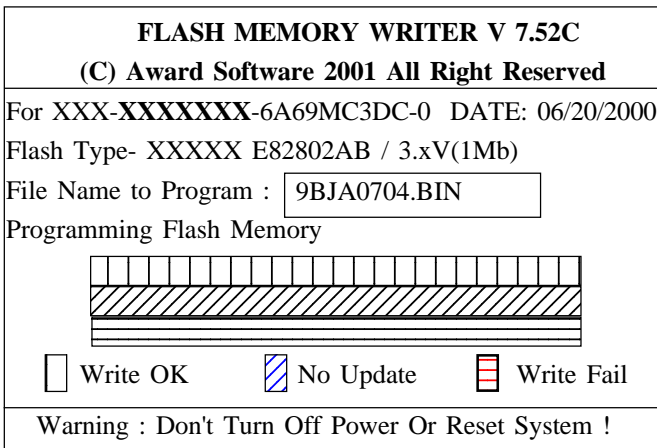 FLASH MEMORY WRITER V 7.52C
(C) Award Software 2001 All Right Reserved
For XXX-XXXXXXX-6A69MC3DC-0 DATE: 06/20/2000
Flash Type- XXXXX E82802AB / 3.xV(1Mb)
File Name to Program : 9BJA0704.BIN
Programming Flash Memory
Write OK No Update Write Fail
Warning : Don't Turn Off Power Or Reset System !